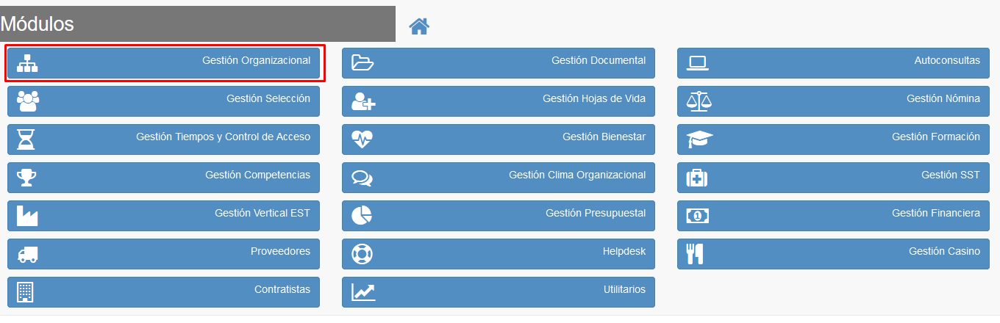 Módulos
Gestión Organizacional
Gestión Documental
Autoconsultas
Gestión Selección
Gestión Hojas de Vida
Gestión Nómina
Gestión Tiempos y Control de Acceso
Gestión Bienestar
Gestión Formación
Gestión Competencias
Gestión Clima Organizacional
Gestión SST
Gestión Vertical EST
Gestión Presupuestal
Gestión Financiera
Proveedores
Helpdesk
Gestión Casino
Contratistas
Utilitarios